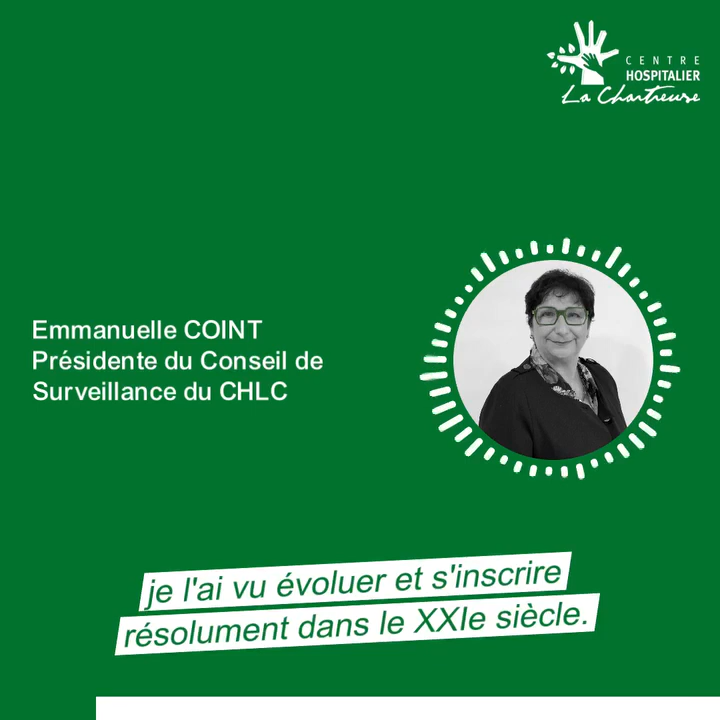 CENTRE
HOSPITALIER
La Chartreuse
Emmanuelle COINT
Présidente du Conseil de
Surveillance du CHLC
je l'ai vu évoluer et s'inscrire
résolument dans le XXIe siècle.